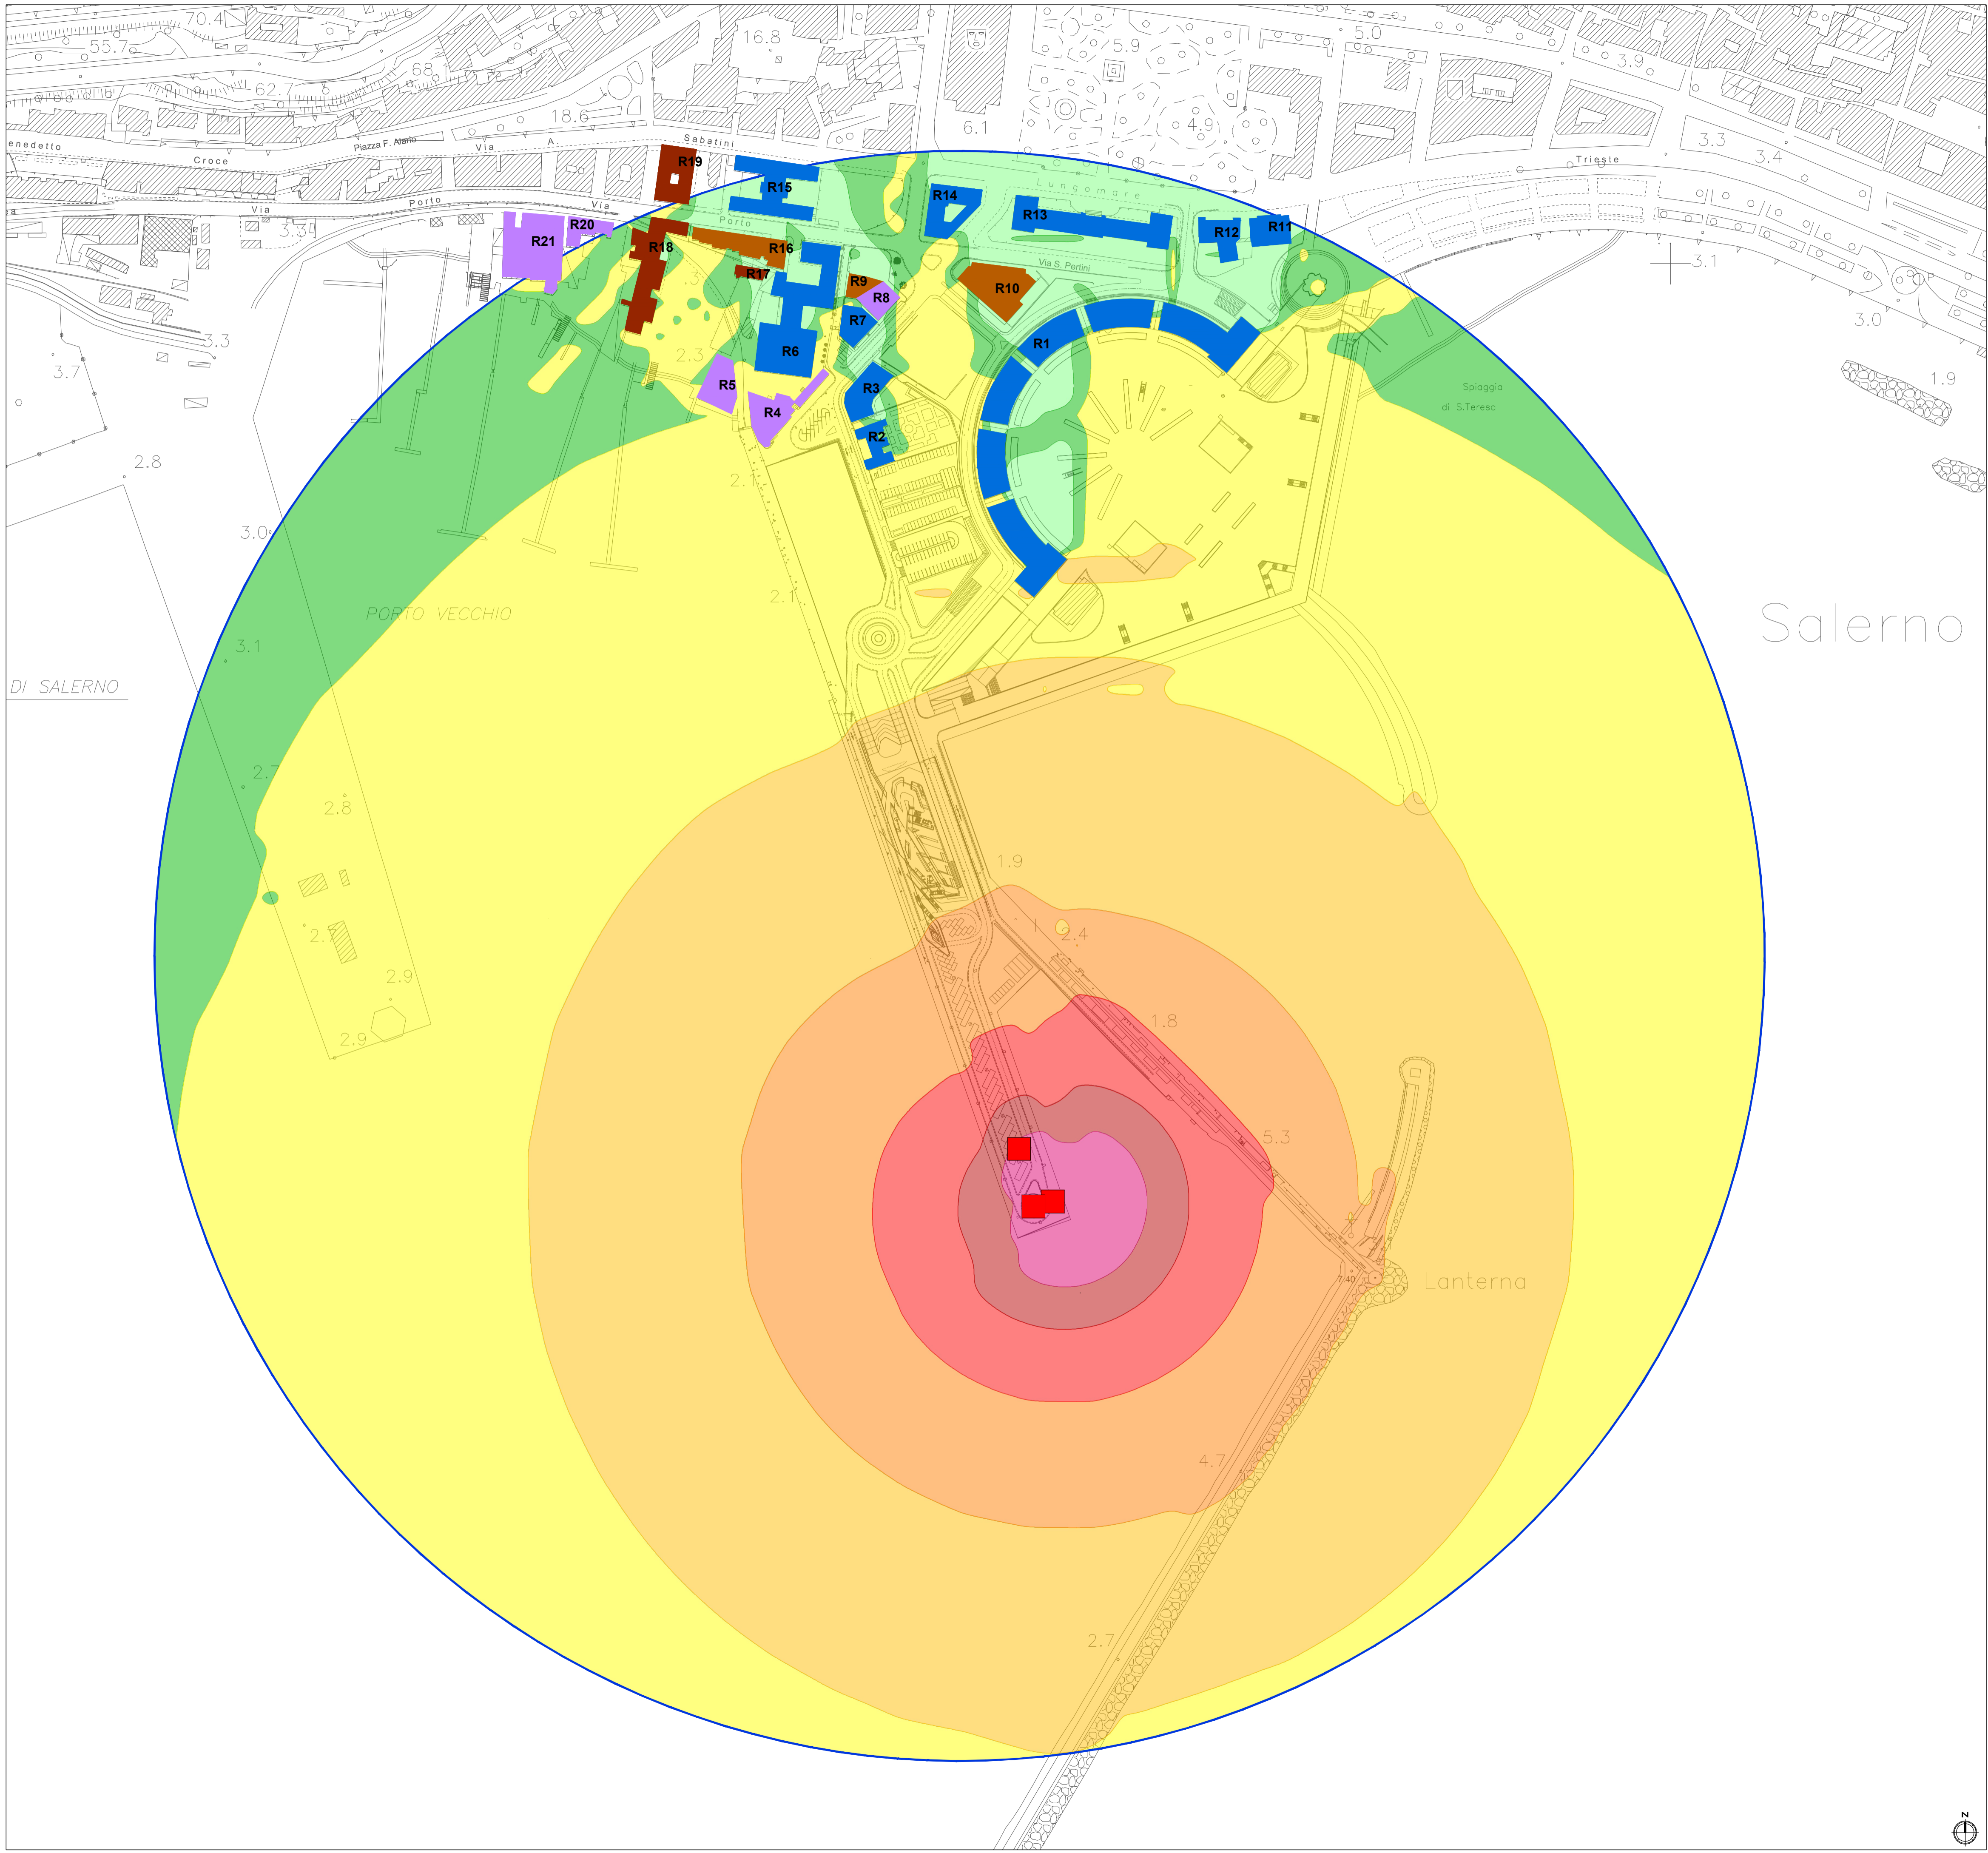 70.4
16.8
5.9
5.0
55.7
3.9
68.
62.7
18.6
6.1
4.9
3.3
3.4
enedetto
Croce
Piazza F. Alario
Via
A.
Sabatini
Trieste
R19
R15
Lungomare
R14
R13
Porto
Via
Via
Porto
R20
R21
3.3
R18
R16
R12
R11
Via S. Pertini
3.1
R17
R9
R8
R10
R7
3.0
3.3
R1
2.3
R6
3.7
R5
R3
1.9
Spiaggia
di S.Teresa
R4
R2
2.8
2.1
3.0
2.1
PORTO VECCHIO
Salerno
3.1
DI SALERNO
2.7
2.8
1.9
2.4
2.7
2.9
1.8
2.9
5.3
7.40
Lanterna
4.7
2.7
N